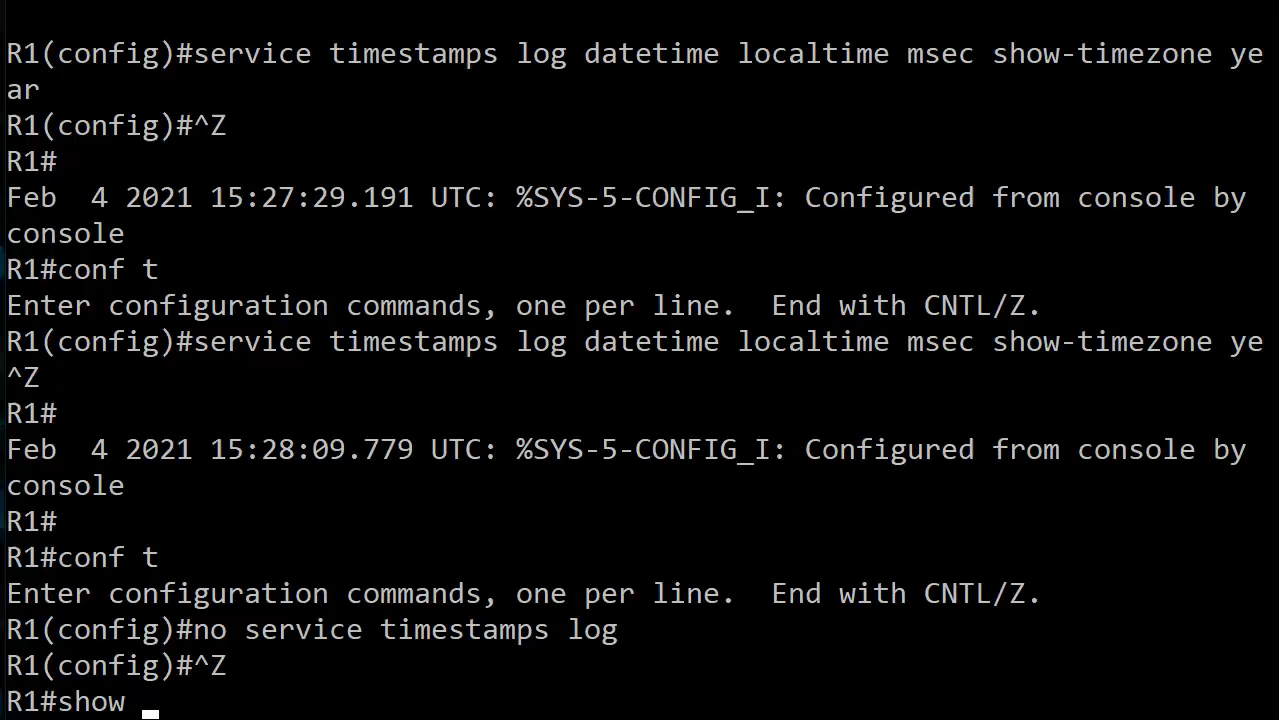 R1(config)#service timestamps log datetime localtime msec show-timezone ye
ar
R1(config)#^Z
R1#
Feb  4 2021 15:27:29.191 UTC: %SYS-5-CONFIG_I: Configured from console by
console
R1#conf t
Enter configuration commands, one per line.  End with CNTL/Z.
R1(config)#service timestamps log datetime localtime msec show-timezone ye
^Z
R1#
Feb  4 2021 15:28:09.779 UTC: %SYS-5-CONFIG_I: Configured from console by
console
R1#
R1#conf t
Enter configuration commands, one per line.  End with CNTL/Z.
R1(config)#no service timestamps log
R1(config)#^Z
R1#show